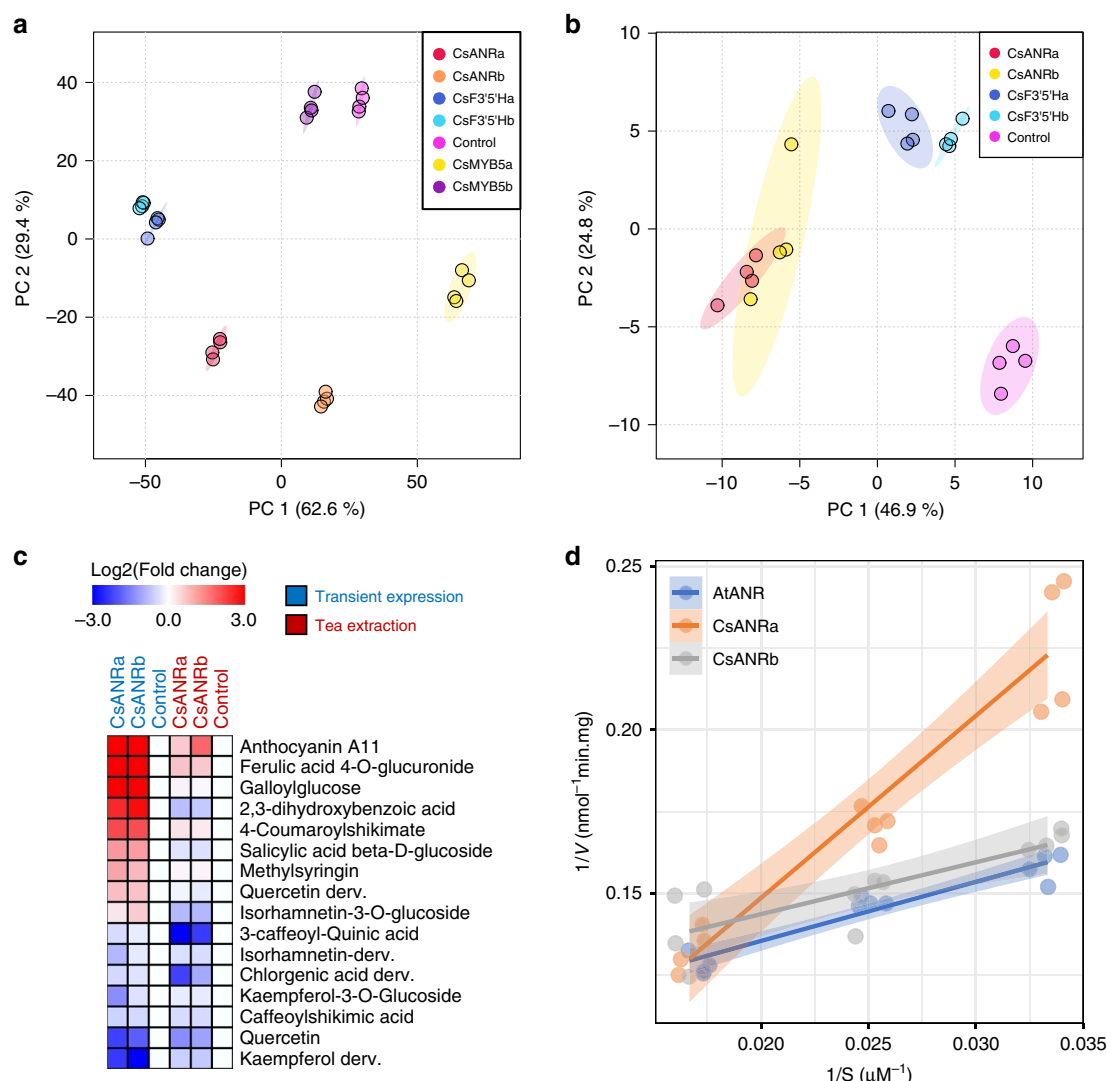 a
CsANRa
CsANRb
CsF3'5'Ha
CsF3'5'Hb
Control
CsMYB5a
CsMYB5b
40
20
0
−20
−40
PC 2 (29.4 %)
−50
0
50
PC 1 (62.6 %)
b
CsANRa
CsANRb
CsF3'5'Ha
CsF3'5'Hb
Control
10
5
0
−5
−10
PC 2 (24.8 %)
−10
−5
0
5
10
PC 1 (46.9 %)
c
Log2(Fold change)
−3.0
0.0
3.0
Transient expression
Tea extraction
CsANRa
CsANRb
Control
CsANRa
CsANRb
Control
Anthocyanin A11
Ferulic acid 4-O-glucuronide
Galloylglucose
2,3-dihydroxybenzoic acid
4-Coumaroylshikimate
Salicylic acid beta-D-glucoside
Methylsyringin
Quercetin derv.
Isorhamnetin-3-O-glucoside
3-caffeoyl-Quinic acid
Isorhamnetin-derv.
Chlorgenic acid derv.
Kaempferol-3-O-Glucoside
Caffeoylshikimic acid
Quercetin
Kaempferol derv.
d
AtANR
CsANRa
CsANRb
0.25
0.20
0.15
1/V (nmol⁻¹min.mg)
0.020
0.025
0.030
0.035
1/S (μM⁻¹)